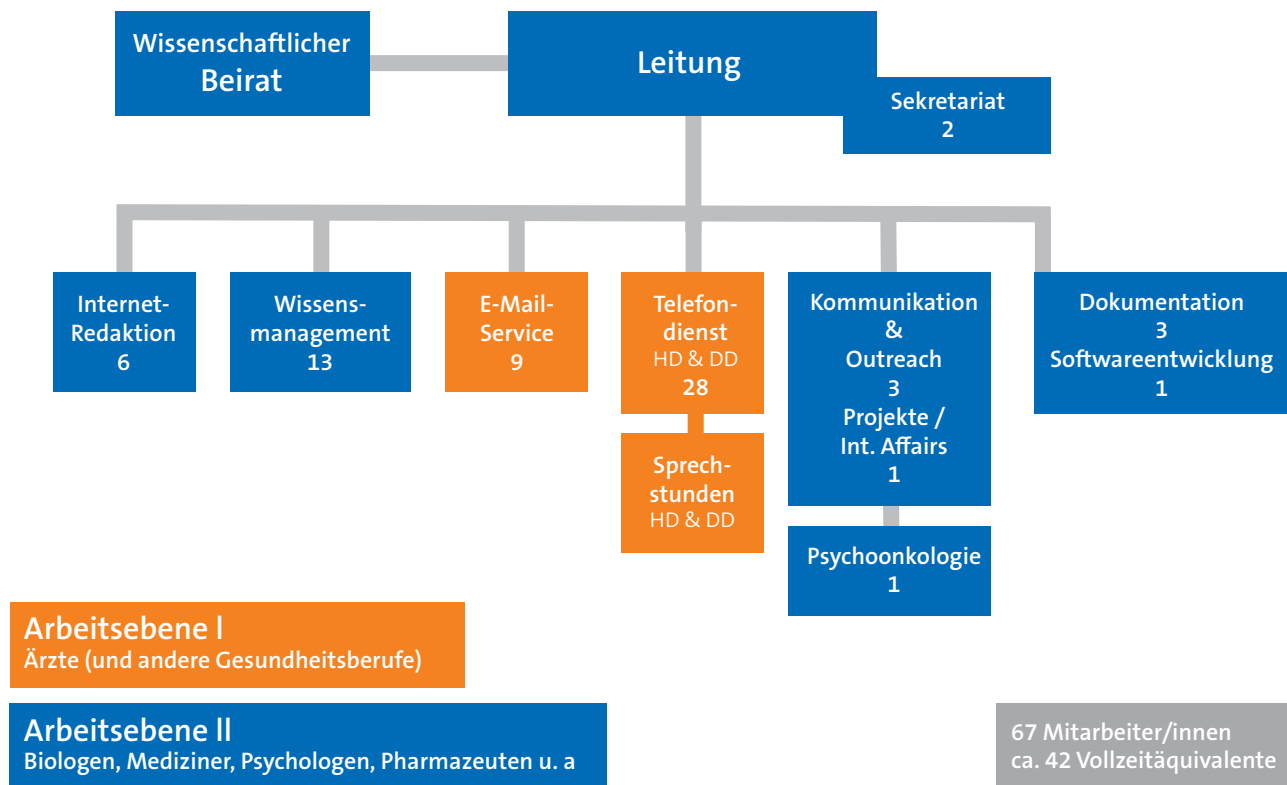 Wissenschaftlicher
Beirat
Leitung
Sekretariat
2
Internet-
Redaktion
6
Wissens-
management
13
E-Mail-
Service
9
Telefon-
dienst
HD & DD
28
Sprech-
stunden
HD & DD
Kommunikation
&
Outreach
3
Projekte /
Int. Affairs
1
Psychoonkologie
1
Dokumentation
3
Softwareentwicklung
1
Arbeitsebene I
Ärzte (und andere Gesundheitsberufe)
Arbeitsebene II
Biologen, Mediziner, Psychologen, Pharmazeuten u. a
67 Mitarbeiter/innen
ca. 42 Vollzeitäquivalente